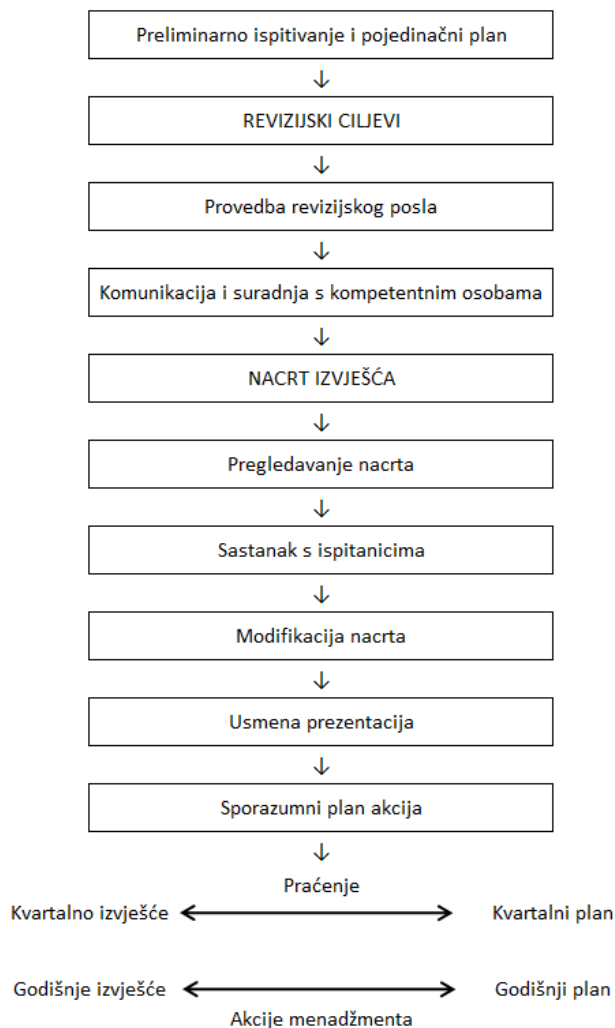 Preliminarno ispitivanje i pojedinačni plan
↓
REVIZIJSKI CILJEVI
↓
Provedba revizijskog posla
↓
Komunikacija i suradnja s kompetentnim osobama
↓
NACRT IZVJEŠĆA
↓
Pregledavanje nacrta
↓
Sastanak s ispitanicima
↓
Modifikacija nacrta
↓
Usmena prezentacija
↓
Sporazumni plan akcija
↓
Praćenje
Kvartalno izvješće Kvartalni plan
Godišnje izvješće Godišnji plan
Akcije menadžmenta